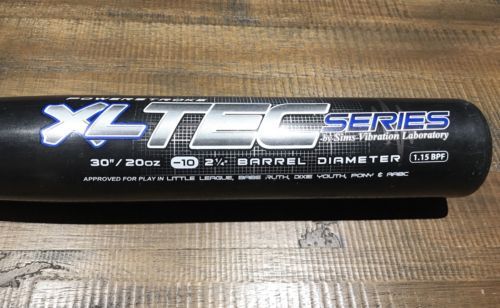 POWERSTROKE
XL TEC SERIES
by Sims-Vibration Laboratory
30"/20oz -10 2¼" BARREL DIAMETER 1.15 BPF
APPROVED FOR PLAY IN LITTLE LEAGUE, BABE RUTH, DIXIE YOUTH, PONY & AABC